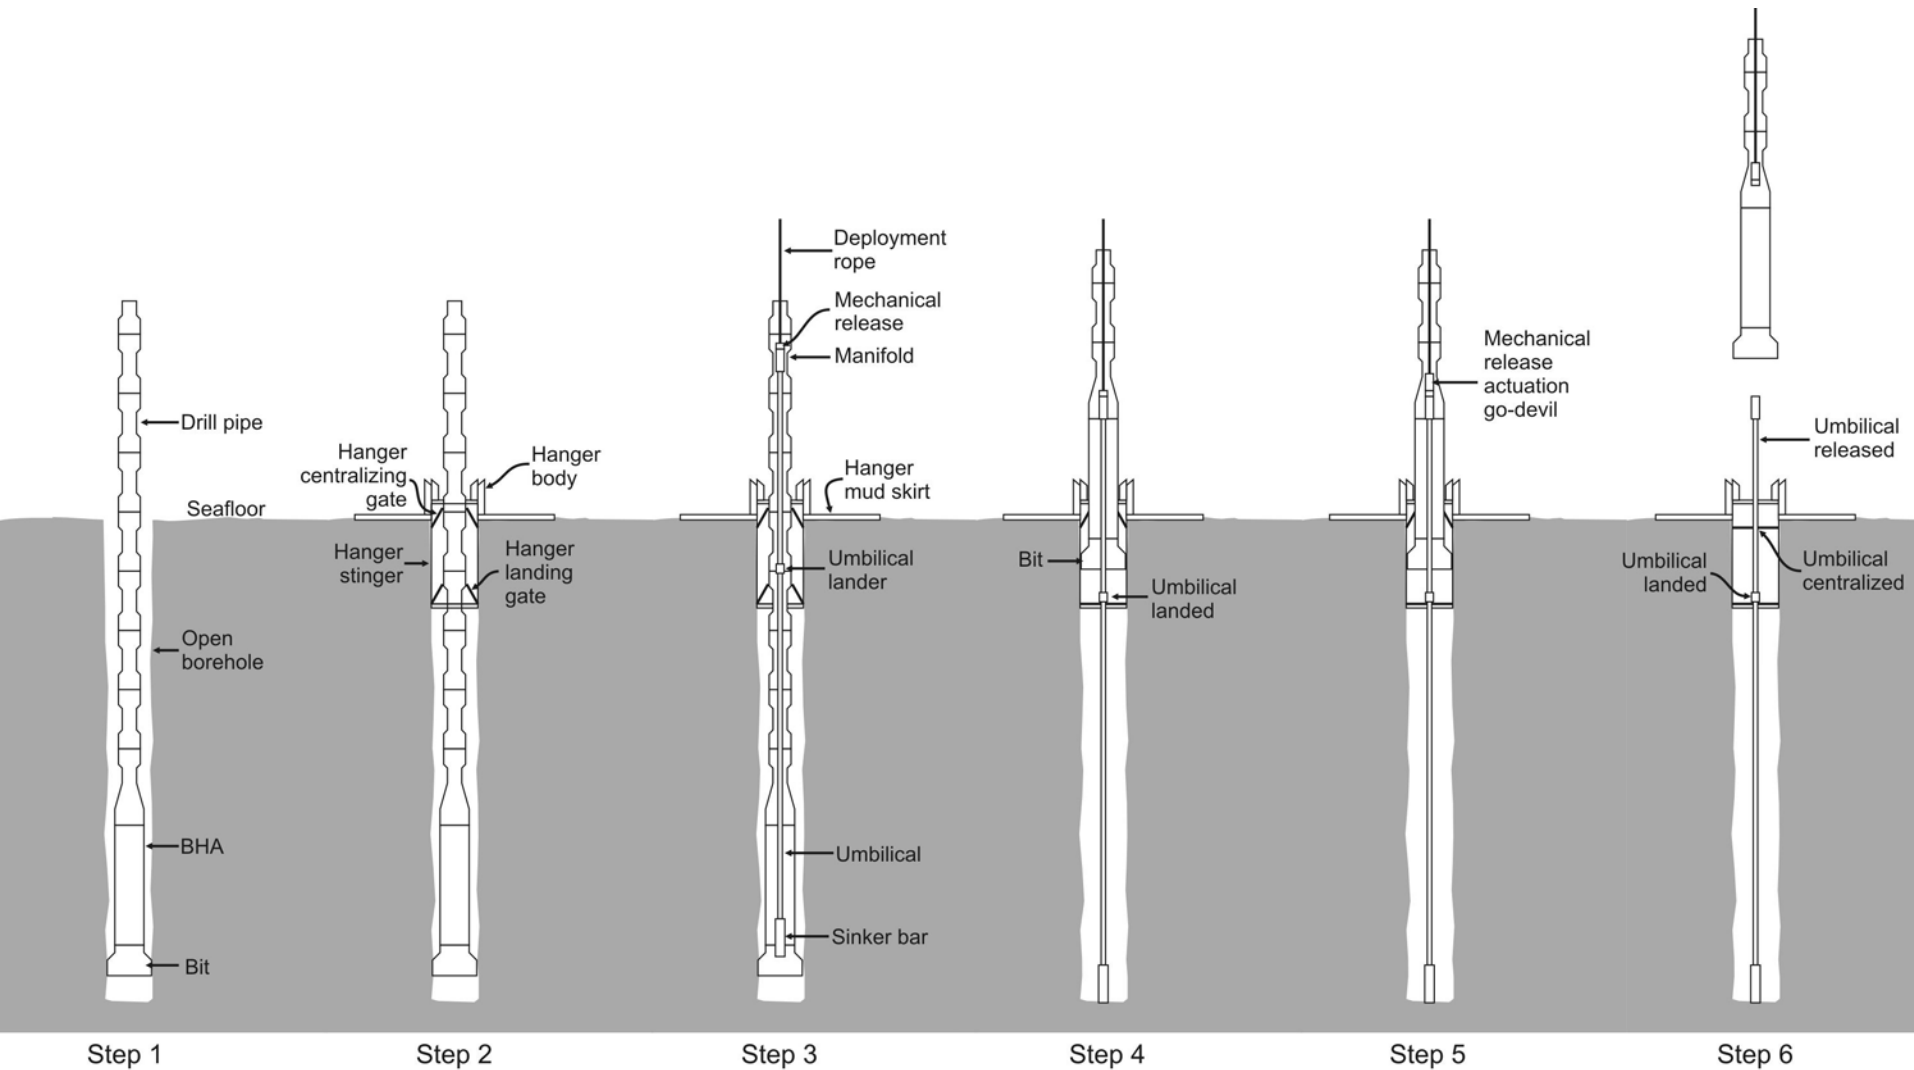 Drill pipe
Seafloor
Open
borehole
BHA
Bit
Step 1
Hanger
centralizing
gate
Hanger
body
Hanger
stinger
Hanger
landing
gate
Step 2
Deployment
rope
Mechanical
release
Manifold
Hanger
mud skirt
Umbilical
lander
Umbilical
Sinker bar
Step 3
Bit
Umbilical
landed
Step 4
Mechanical
release
actuation
go-devil
Step 5
Umbilical
released
Umbilical
landed
Umbilical
centralized
Step 6